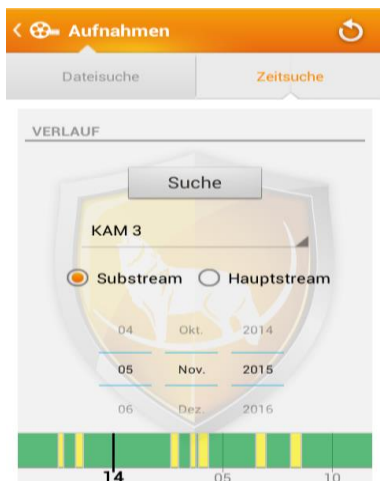 Aufnahmen
Dateisuche Zeitsuche
VERLAUF
Suche
KAM 3
Substream Hauptstream
04 Okt. 2014
05 Nov. 2015
06 Dez. 2016
14 05 10